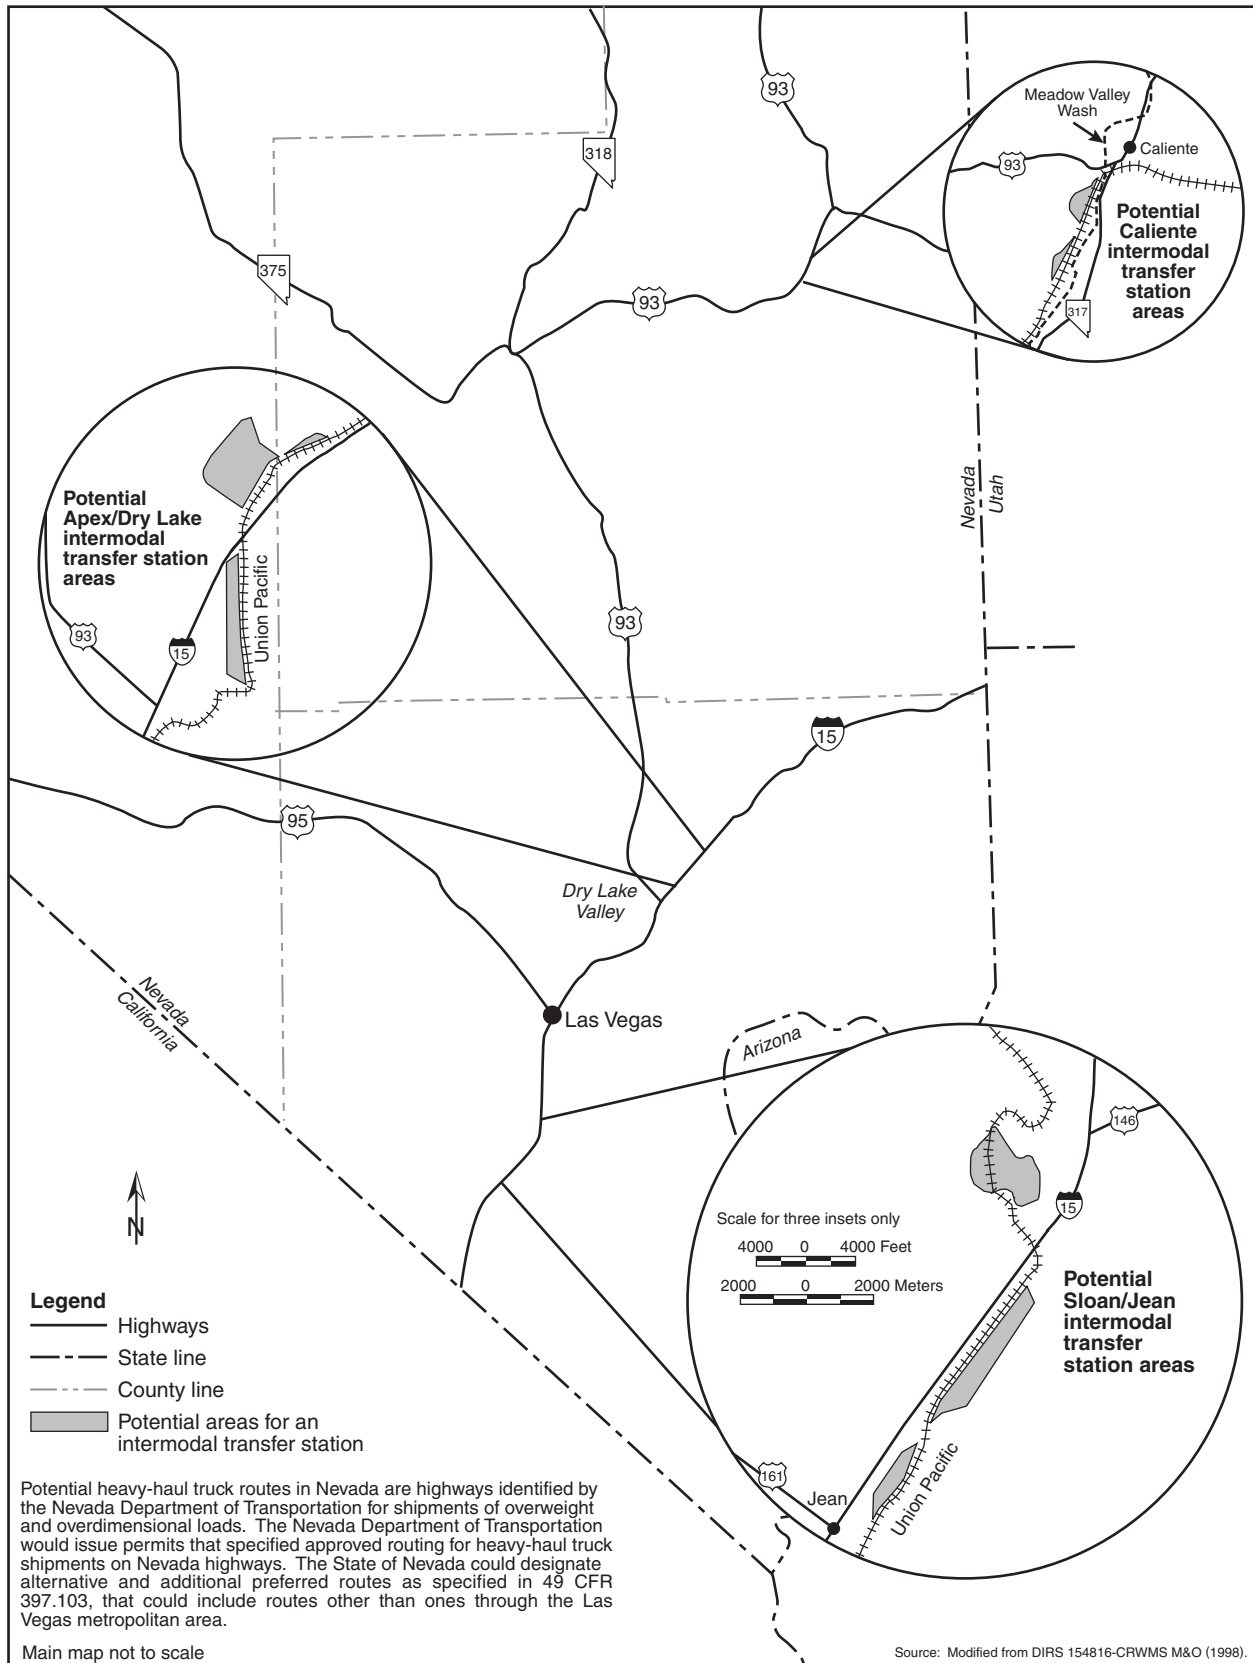 93
318
375
93
93
Meadow Valley
Wash
Caliente
93
Potential
Caliente
intermodal
transfer
station
areas
317
Potential
Apex/Dry Lake
intermodal
transfer station
areas
Union Pacific
93
15
Nevada
Utah
15
95
Dry Lake
Valley
Nevada
California
Las Vegas
Arizona
146
15
Scale for three insets only
4000 0 4000 Feet
2000 0 2000 Meters
Potential
Sloan/Jean
intermodal
transfer
station areas
161
Jean
Union Pacific
N
Legend
Highways
State line
County line
Potential areas for an
intermodal transfer station
Potential heavy-haul truck routes in Nevada are highways identified by
the Nevada Department of Transportation for shipments of overweight
and overdimensional loads. The Nevada Department of Transportation
would issue permits that specified approved routing for heavy-haul truck
shipments on Nevada highways. The State of Nevada could designate
alternative and additional preferred routes as specified in 49 CFR
397.103, that could include routes other than ones through the Las
Vegas metropolitan area.
Main map not to scale
Source: Modified from DIRS 154816-CRWMS M&O (1998).